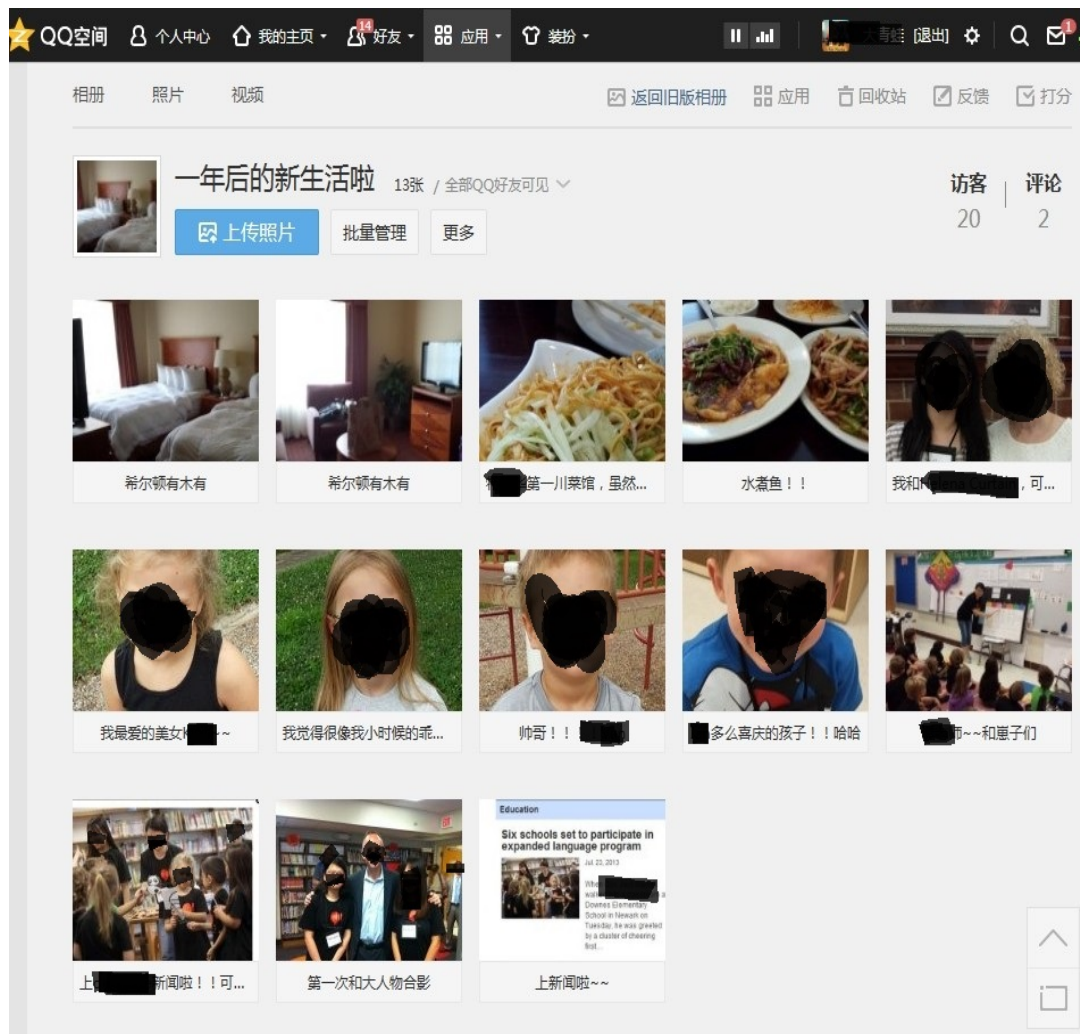 QQ空间 个人中心 我的主页 14 好友 应用 装扮 大青蛙 [退出] 1
相册 照片 视频 返回旧版相册 应用 回收站 反馈 打分
一年后的新生活啦 13张 / 全部QQ好友可见
访客 评论
20 2
上传照片 批量管理 更多
希尔顿有木有
希尔顿有木有
第一川菜馆，虽然...
水煮鱼！！
我和 ，可...
我最爱的美女K ~~
我觉得很像我小时候的乖...
帅哥！！
多么喜庆的孩子！！哈哈
师~~和崽子们
Education
Six schools set to participate in
expanded language program
Jul 23, 2013
Whe
walk a
Downes Elementary
School in Newark on
Tuesday, he was greeted
by a cluster of cheering
first...
上 新闻啦！！可...
第一次和大人物合影
上新闻啦~~